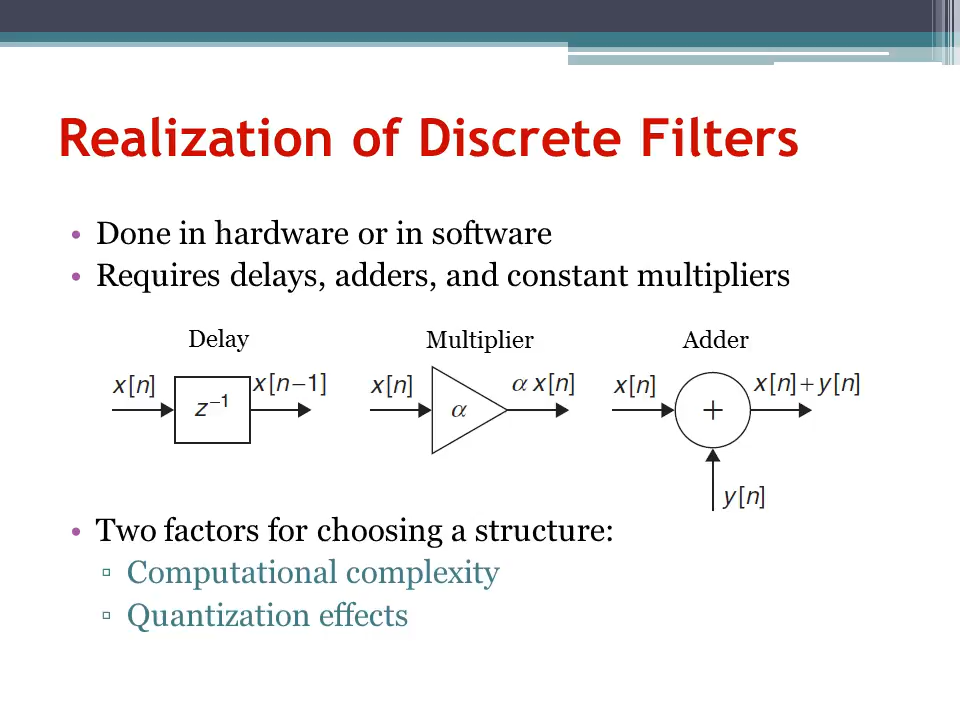 Realization of Discrete Filters
• Done in hardware or in software
• Requires delays, adders, and constant multipliers
Delay Multiplier Adder
x[n] x[n−1] x[n] α x[n] x[n] x[n]+y[n]
z⁻¹ α +
y[n]
• Two factors for choosing a structure:
▫ Computational complexity
▫ Quantization effects